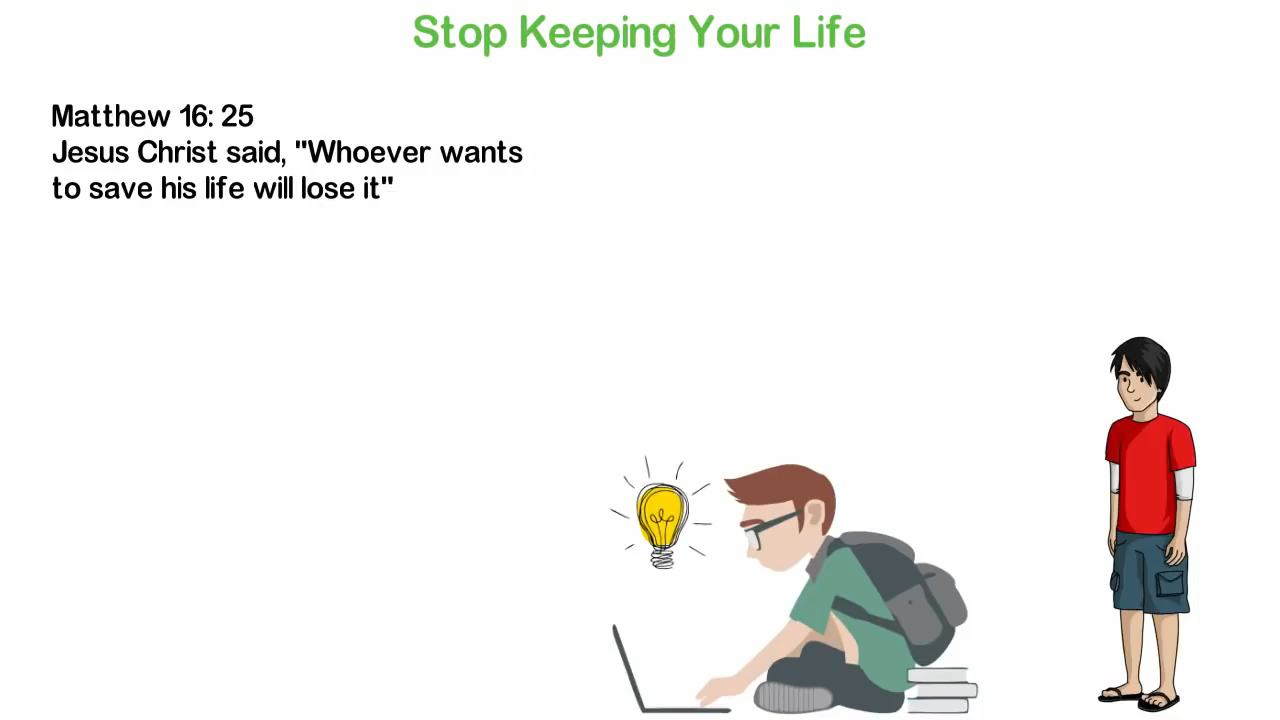 Stop Keeping Your Life
Matthew 16: 25
Jesus Christ said, "Whoever wants
to save his life will lose it"